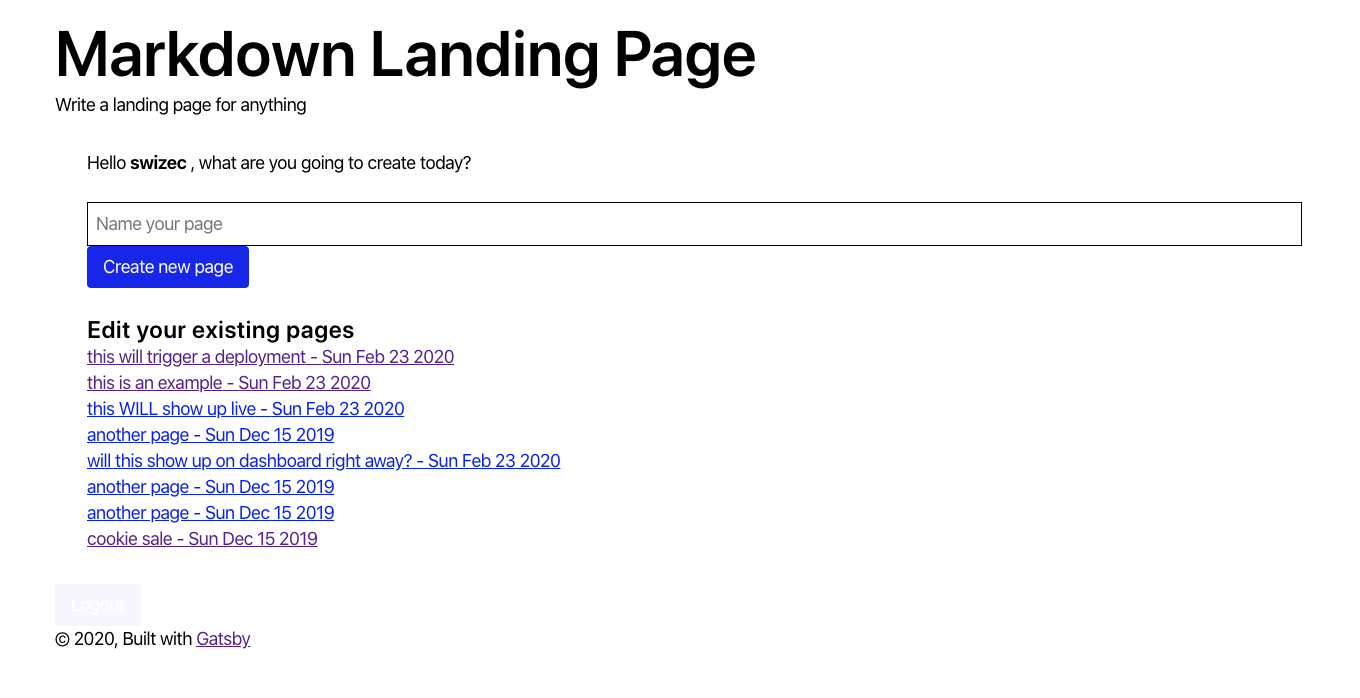 Markdown Landing Page
Write a landing page for anything
Hello swizec , what are you going to create today?
Name your page
Create new page
Edit your existing pages
this will trigger a deployment - Sun Feb 23 2020
this is an example - Sun Feb 23 2020
this WILL show up live - Sun Feb 23 2020
another page - Sun Dec 15 2019
will this show up on dashboard right away? - Sun Feb 23 2020
another page - Sun Dec 15 2019
another page - Sun Dec 15 2019
cookie sale - Sun Dec 15 2019
Logout
© 2020, Built with Gatsby